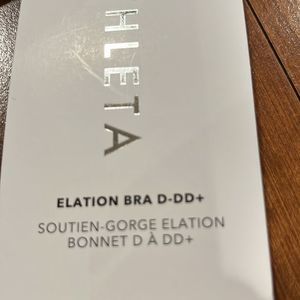 HLETA
ELATION BRA D-DD+
SOUTIEN-GORGE ELATION
BONNET D À DD+